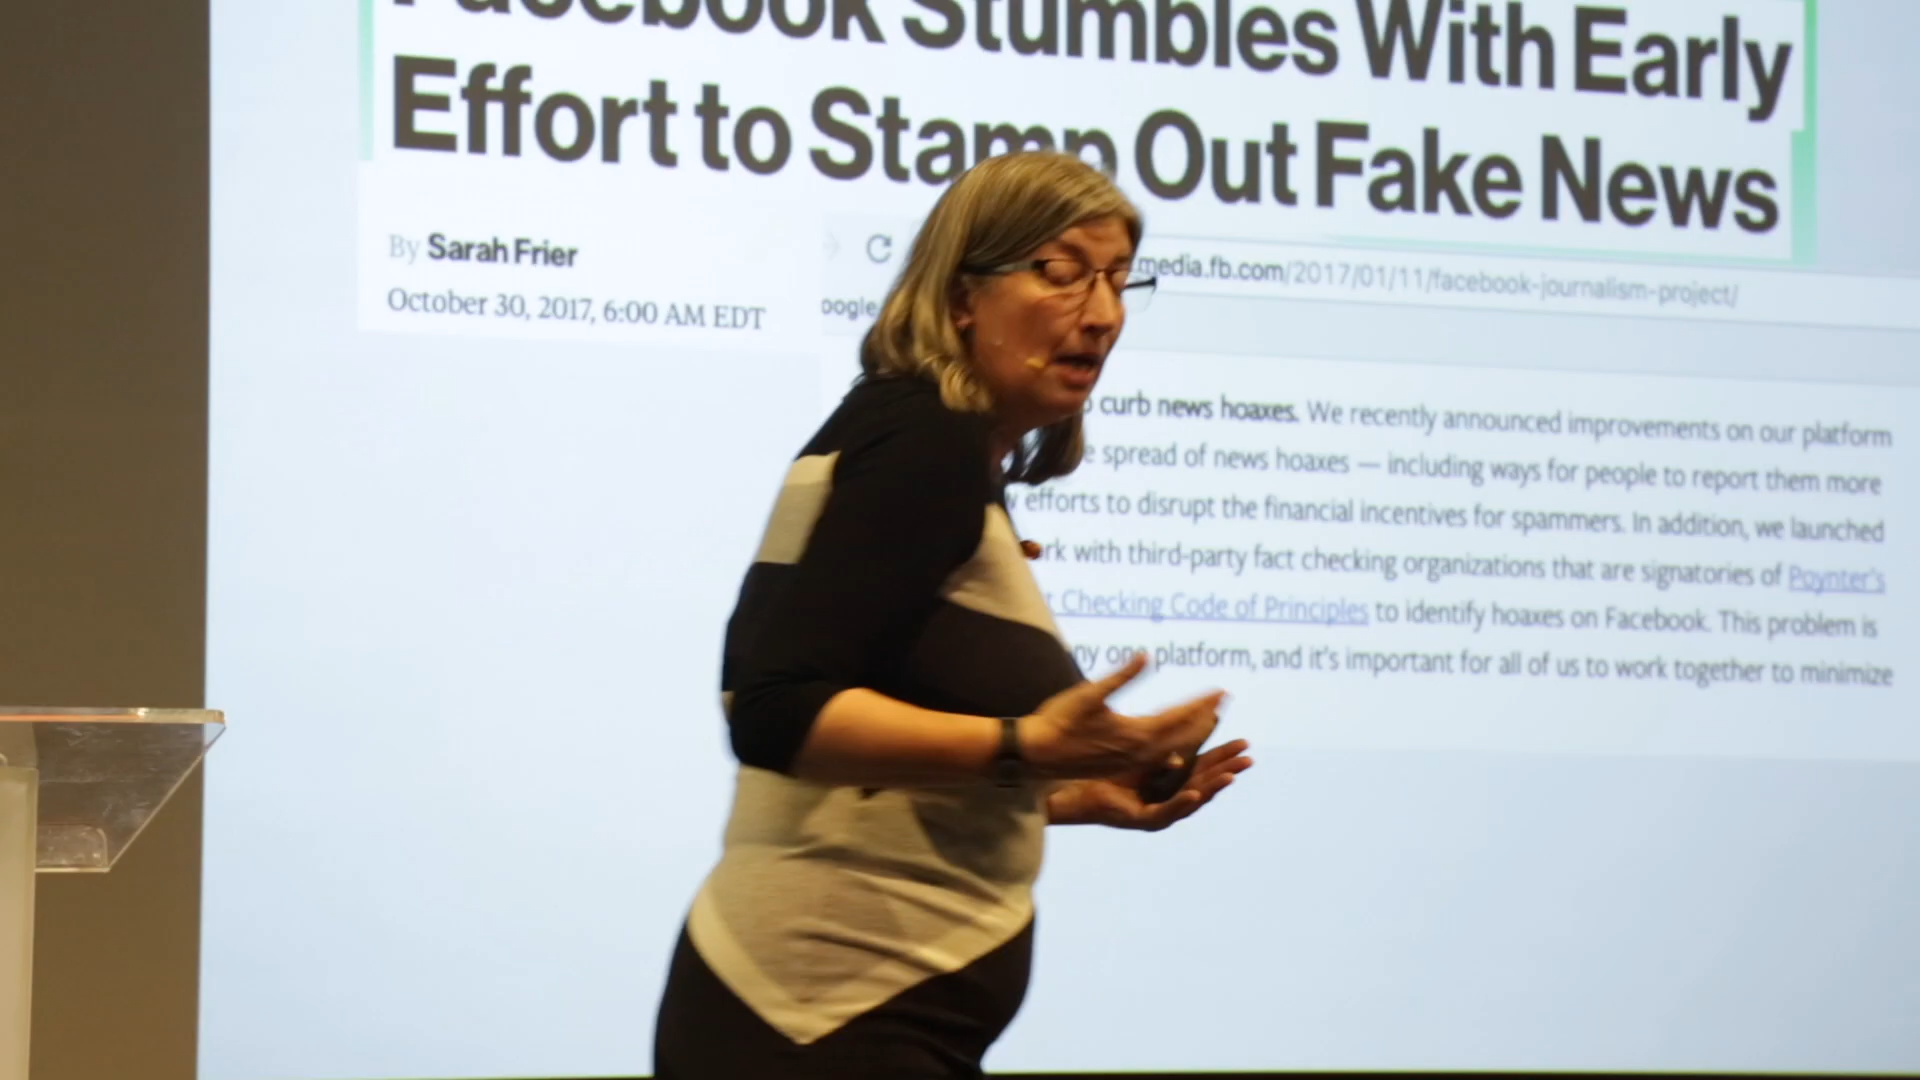 Facebook Stumbles With Early
Effort to Stamp Out Fake News
By Sarah Frier
October 30, 2017, 6:00 AM EDT
media.fb.com/2017/01/11/facebook-journalism-project/
oogle
curb news hoaxes. We recently announced improvements on our platform
e spread of news hoaxes — including ways for people to report them more
efforts to disrupt the financial incentives for spammers. In addition, we launched
rk with third-party fact checking organizations that are signatories of Poynter's
t Checking Code of Principles to identify hoaxes on Facebook. This problem is
ny one platform, and it's important for all of us to work together to minimize